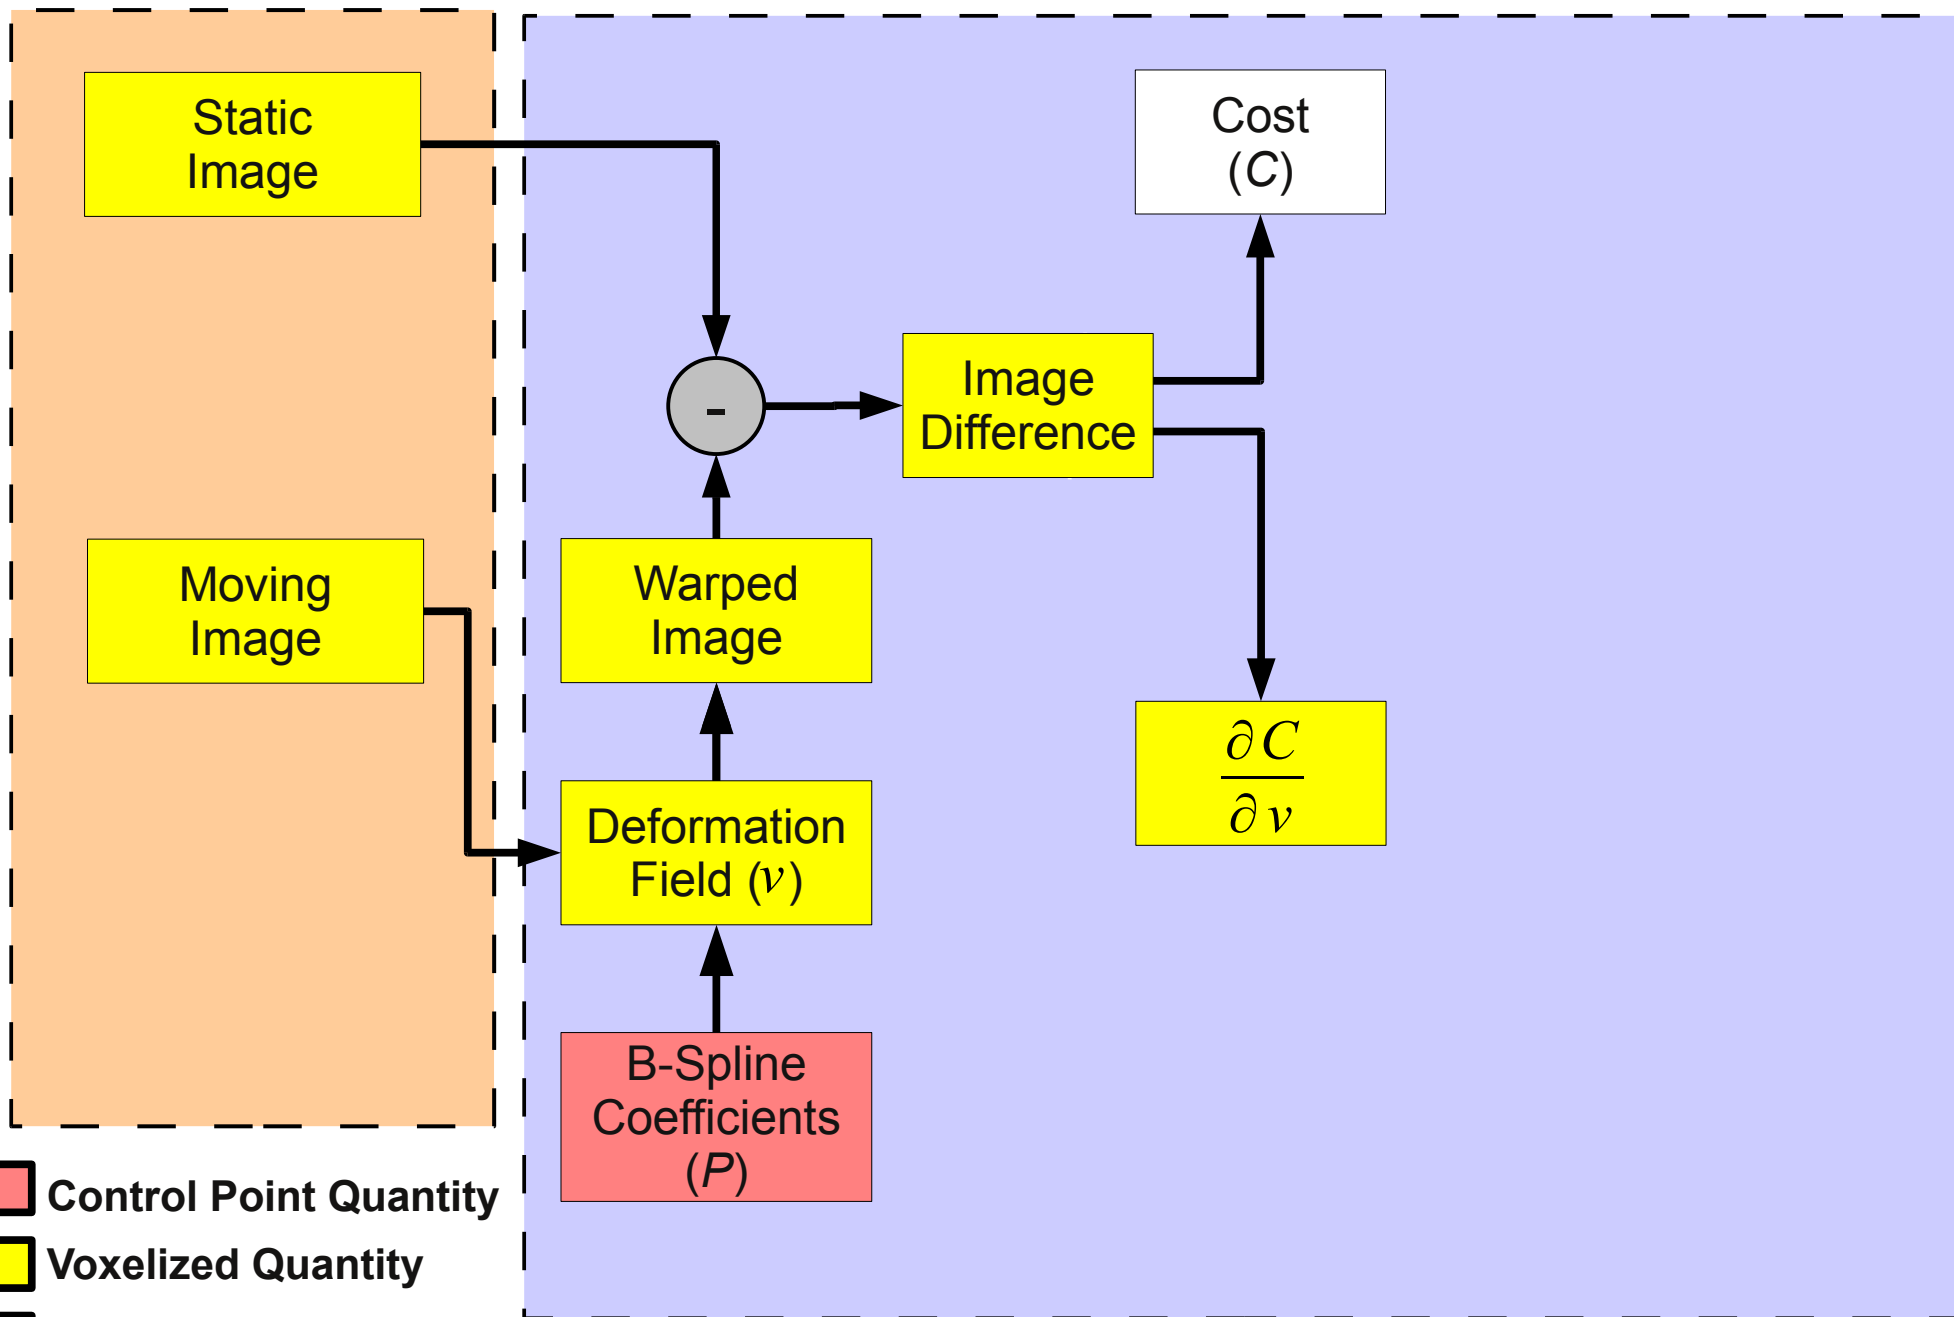 Static
Image
Cost
(C)
-
Image
Difference
Moving
Image
Warped
Image
∂C
∂v
Deformation
Field (v)
B-Spline
Coefficients
(P)
Control Point Quantity
Voxelized Quantity